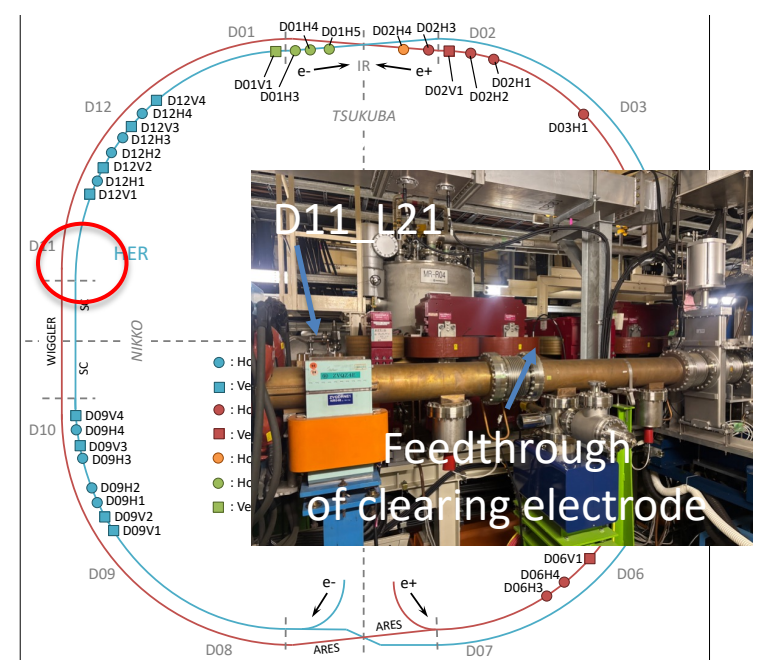 D01H4
D01H5
D02H4
D02H3
D01
D02
D01V1
D01H3
e-
IR
e+
D02V1
D02H2
D02H1
TSUKUBA
D12
D03
D03H1
D12V4
D12H4
D12V3
D12H3
D12H2
D12V2
D12H1
D12V1
D11
HER
D11_L21
MR-R04
SC
WIGGLER
NIKKO
SC
: Ho
: Ve
: Ho
: Ve
: Ho
: Ho
: Ve
D10
D09V4
D09H4
D09V3
D09H3
D09H2
D09H1
D09V2
D09V1
Feedthrough
of clearing electrode
D09
D06V1
D06H4
D06H3
D06
e-
e+
ARES
ARES
D08
D07